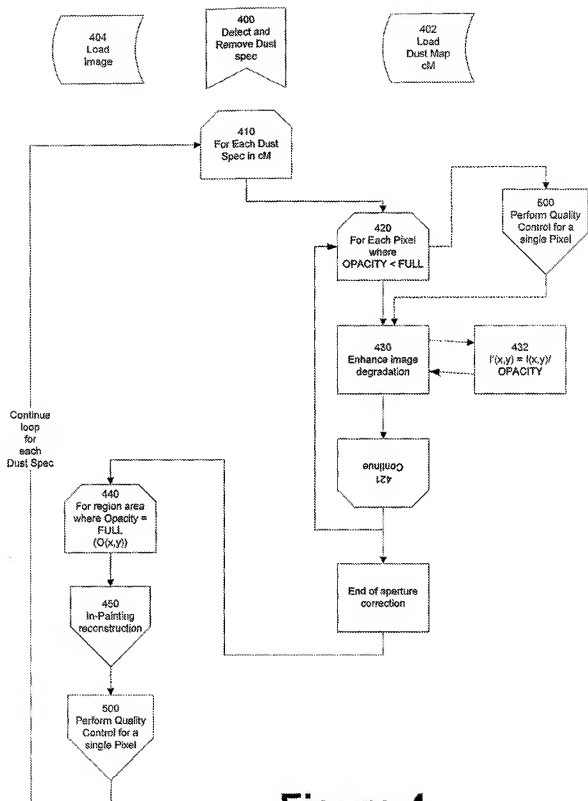 404
Load
Image
400
Detect and
Remove Dust
spec
402
Load
Dust Map
cM
410
For Each Dust
Spec in cM
420
For Each Pixel
where
OPACITY < FULL
500
Perform Quality
Control for a
single Pixel
430
Enhance image
degradation
432
I'(x,y) = I(x,y)/
OPACITY
421
Continue
Continue
loop
for
each
Dust Spec
440
For region area
where Opacity =
FULL
(O(x,y))
End of aperture
correction
450
In-Painting
reconstruction
500
Perform Quality
Control for a
single Pixel
Figure 4